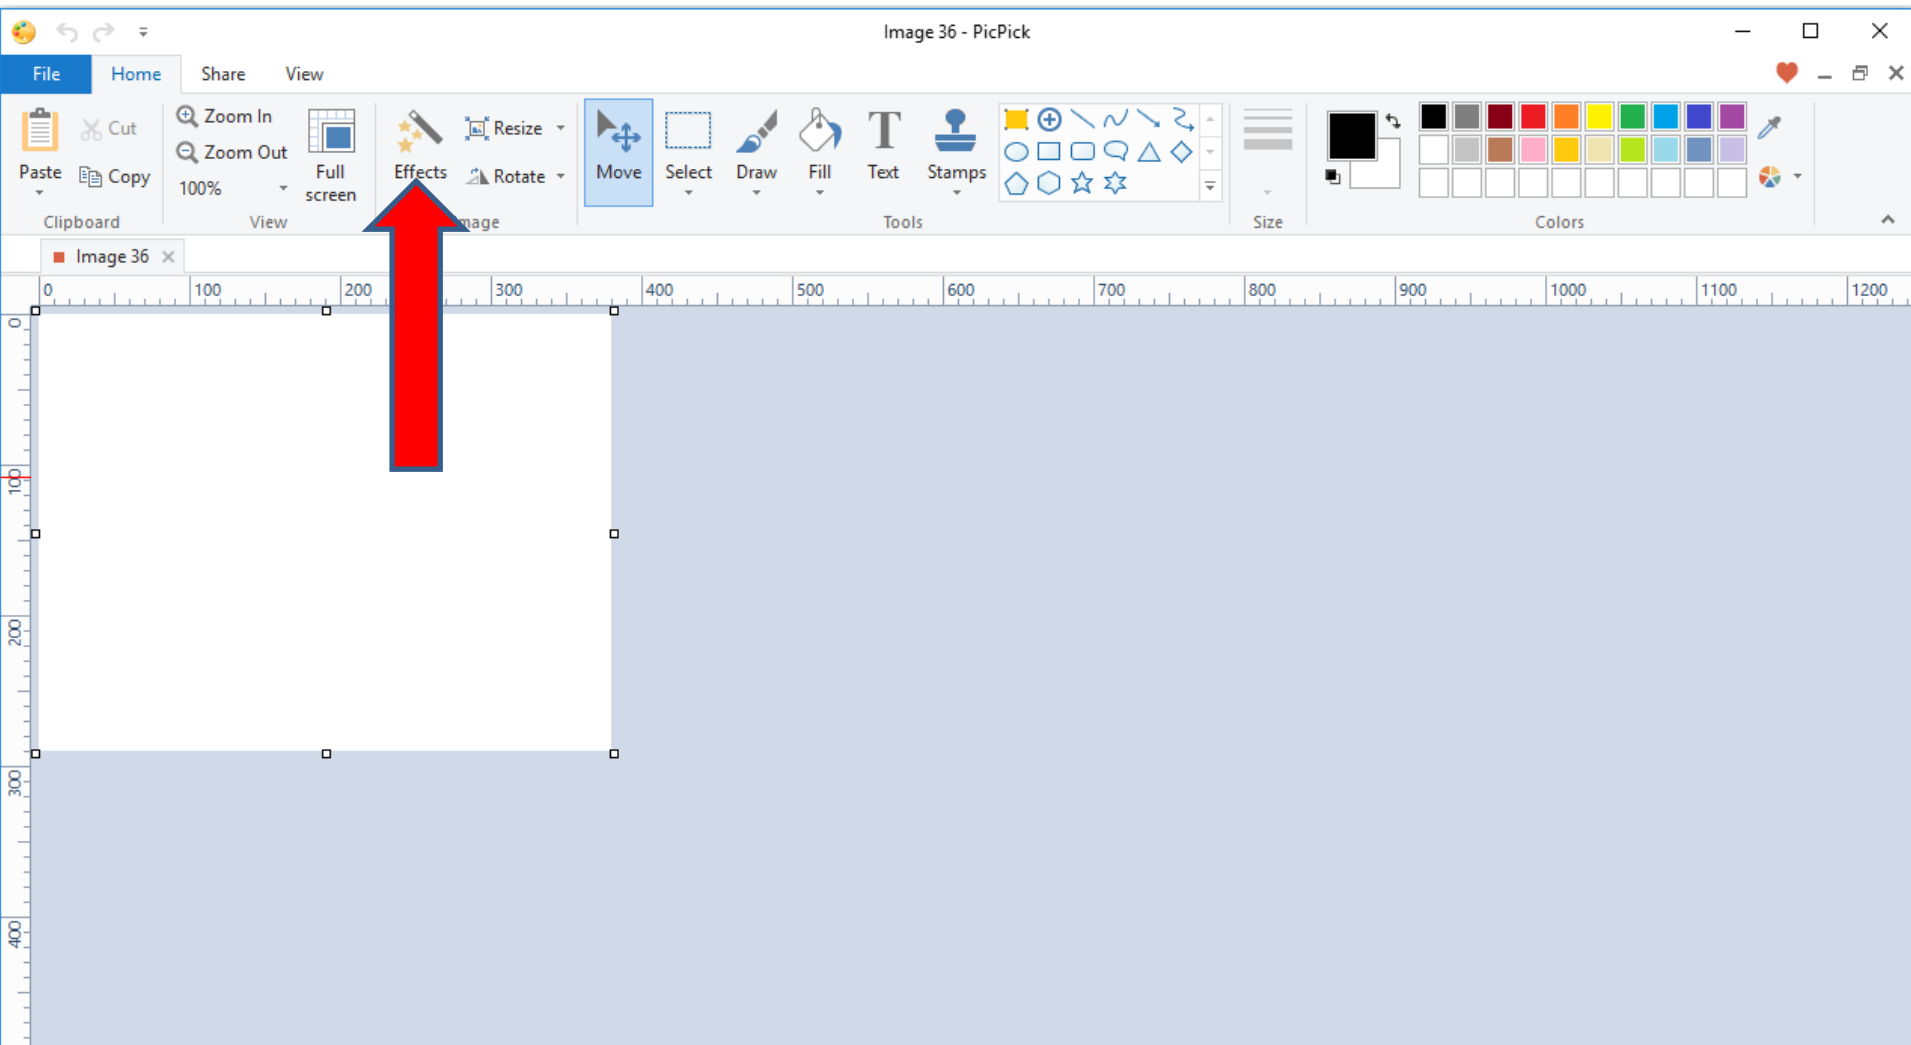 Image 36 - PicPick
File Home Share View
Paste
Cut
Copy
Clipboard
Zoom In
Zoom Out
100%
Full screen
View
Effects
Resize
Rotate
mage
Move
Select
Draw
Fill
Text
Stamps
Tools
Size
Colors
Image 36
0 100 200 300 400 500 600 700 800 900 1000 1100 1200
0
100
200
300
400